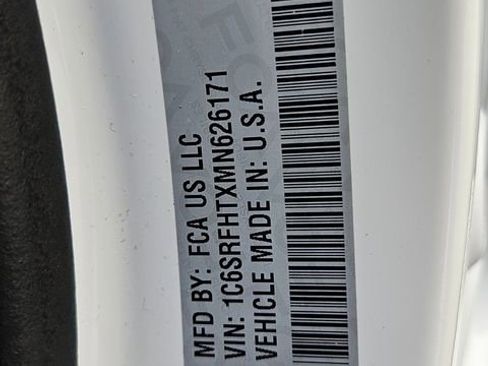 MFD BY: FCA US LLC
VIN: 1C6SRFHTXMN626171
VEHICLE MADE IN: U.S.A.